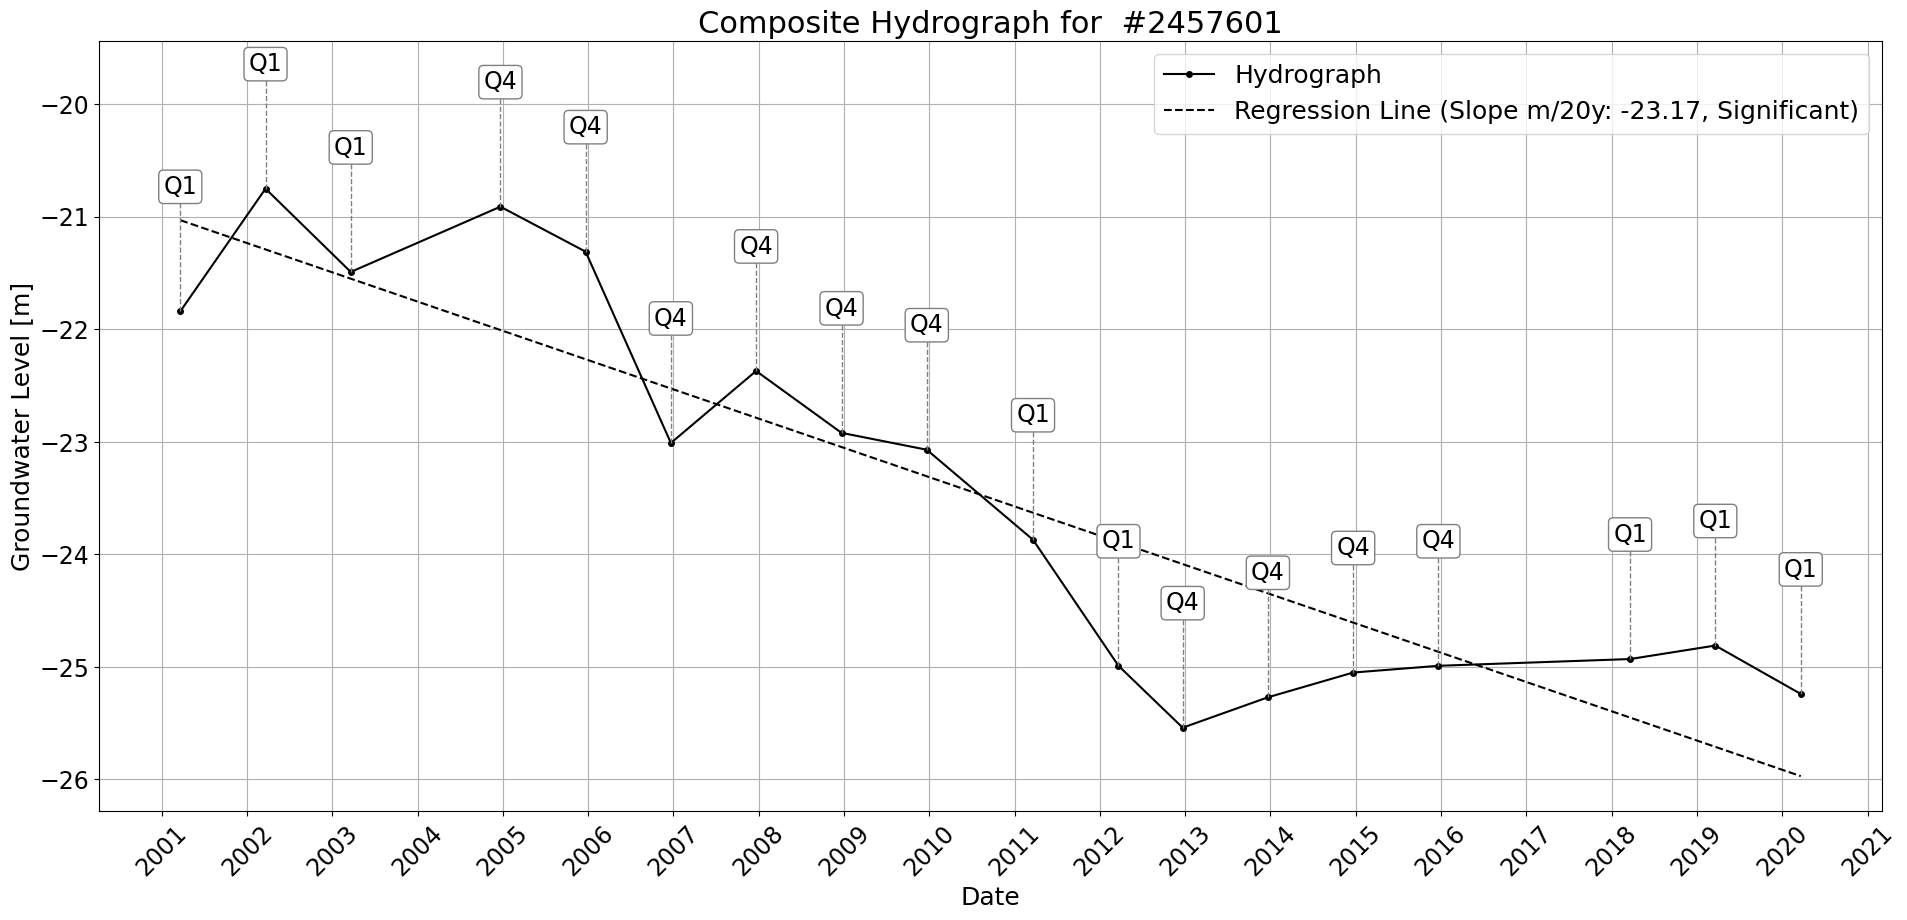 Composite Hydrograph for  #2457601
Hydrograph
Regression Line (Slope m/20y: -23.17, Significant)
Groundwater Level [m]
−20
−21
−22
−23
−24
−25
−26
Q1
Q1
Q1
Q4
Q4
Q4
Q4
Q4
Q4
Q1
Q1
Q4
Q4
Q4
Q4
Q1
Q1
Q1
2001
2002
2003
2004
2005
2006
2007
2008
2009
2010
2011
2012
2013
2014
2015
2016
2017
2018
2019
2020
2021
Date